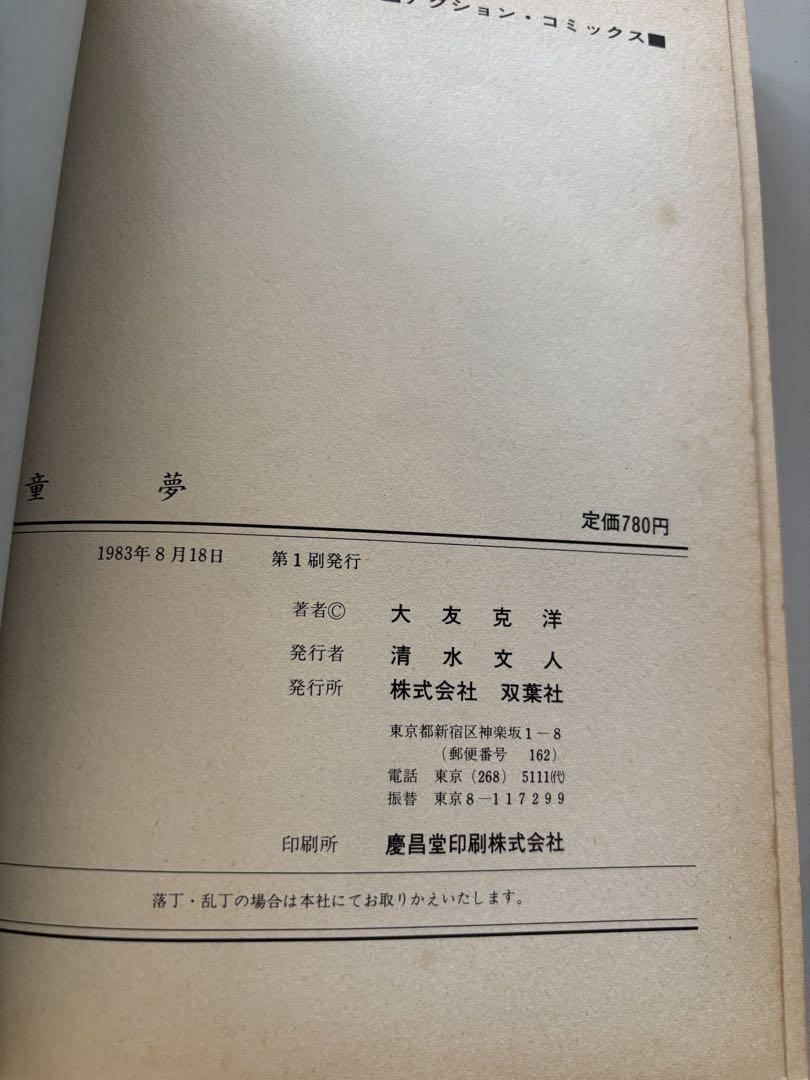 ■アクション・コミックス■
童 夢
定価780円
1983年8月18日 第1刷発行
著者Ⓒ 大友克洋
発行者 清水文人
発行所 株式会社 双葉社
東京都新宿区神楽坂1-8
(郵便番号 162)
電話 東京(268) 5111㈹
振替 東京8-117299
印刷所 慶昌堂印刷株式会社
落丁・乱丁の場合は本社にてお取りかえいたします。